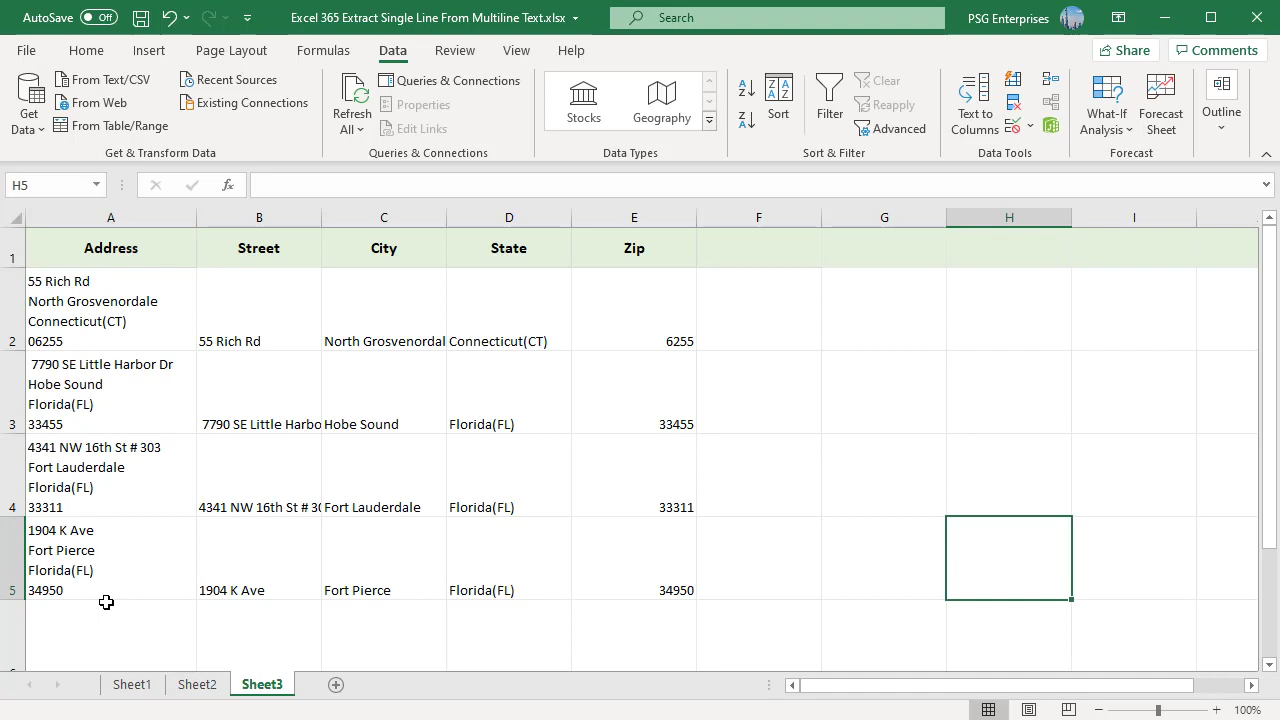 AutoSave Off Excel 365 Extract Single Line From Multiline Text.xlsx Search PSG Enterprises
File Home Insert Page Layout Formulas Data Review View Help Share Comments
Get Data From Text/CSV From Web From Table/Range Recent Sources Existing Connections
Refresh All Queries & Connections Properties Edit Links
Stocks Geography
Sort Filter Clear Reapply Advanced
Text to Columns
What-If Analysis Forecast Sheet
Outline
Get & Transform Data Queries & Connections Data Types Sort & Filter Data Tools Forecast
H5 fx
A B C D E F G H I
1 Address Street City State Zip
55 Rich Rd
North Grosvenordale
Connecticut(CT)
2 06255 55 Rich Rd North Grosvenordal Connecticut(CT) 6255
7790 SE Little Harbor Dr
Hobe Sound
Florida(FL)
3 33455 7790 SE Little Harbo Hobe Sound Florida(FL) 33455
4341 NW 16th St # 303
Fort Lauderdale
Florida(FL)
4 33311 4341 NW 16th St # 30 Fort Lauderdale Florida(FL) 33311
1904 K Ave
Fort Pierce
Florida(FL)
5 34950 1904 K Ave Fort Pierce Florida(FL) 34950
Sheet1 Sheet2 Sheet3
100%